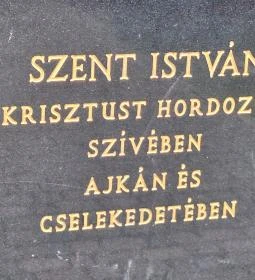 SZENT ISTVÁN
KRISZTUST HORDOZ
SZÍVÉBEN
AJKÁN ÉS
CSELEKEDETÉBEN